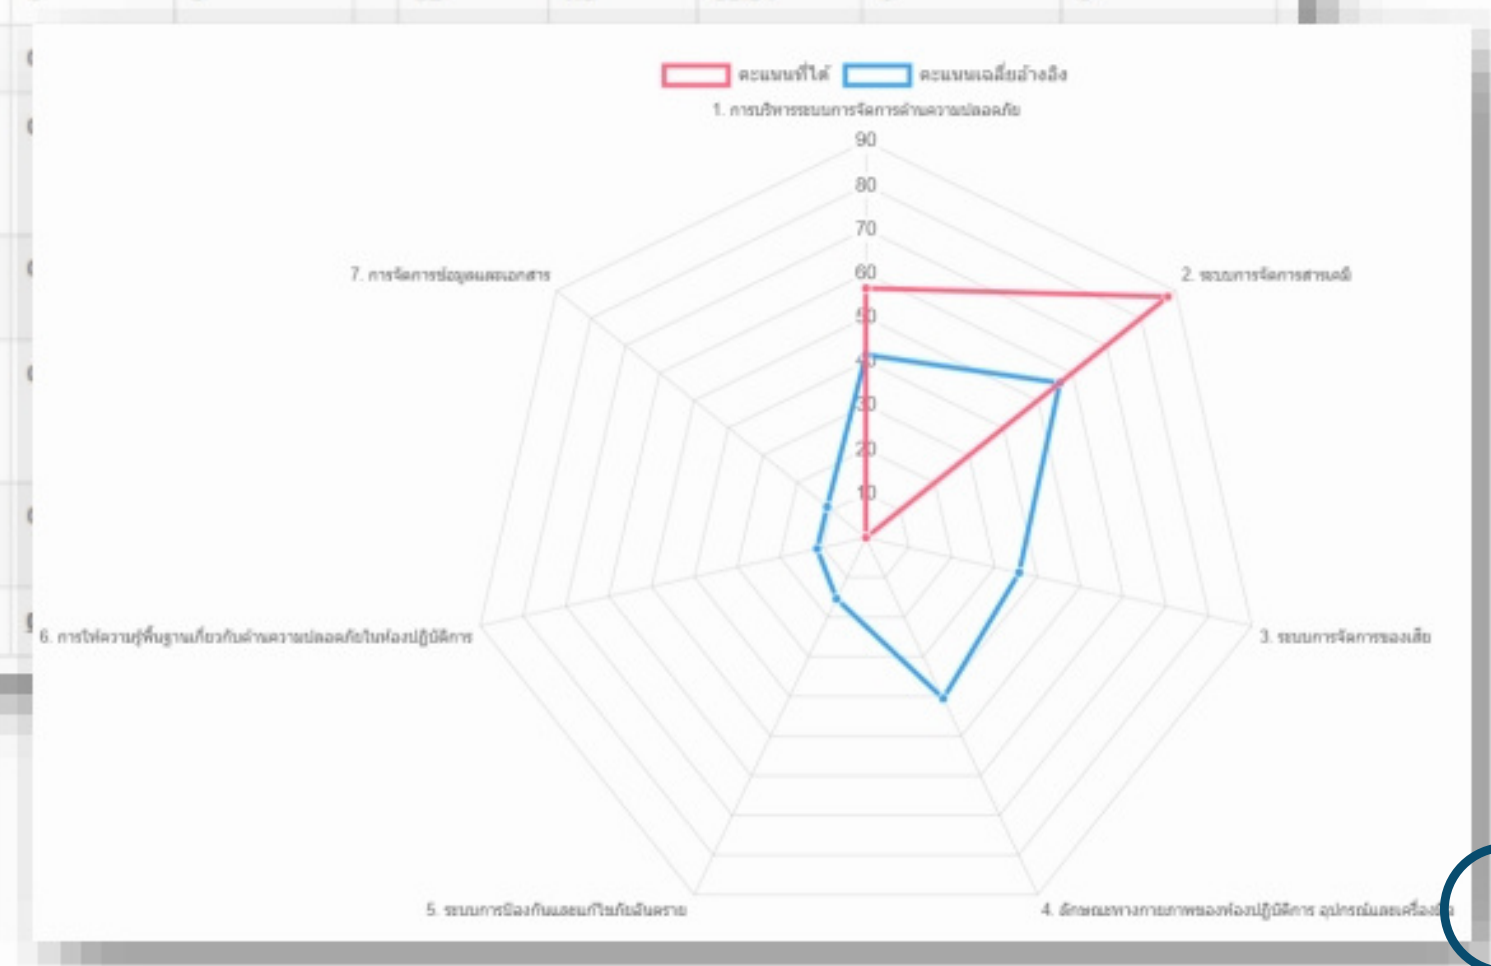 คะแนนที่ได้ คะแนนเฉลี่ยอ้างอิง
1. การบริหารระบบการจัดการด้านความปลอดภัย
90
80
70
60
50
40
30
20
10
7. การจัดการข้อมูลและเอกสาร
2. ระบบการจัดการสารเคมี
6. การให้ความรู้พื้นฐานเกี่ยวกับด้านความปลอดภัยในห้องปฏิบัติการ
3. ระบบการจัดการของเสีย
5. ระบบการป้องกันและแก้ไขภัยอันตราย
4. ลักษณะทางกายภาพของห้องปฏิบัติการ อุปกรณ์และเครื่องมือ